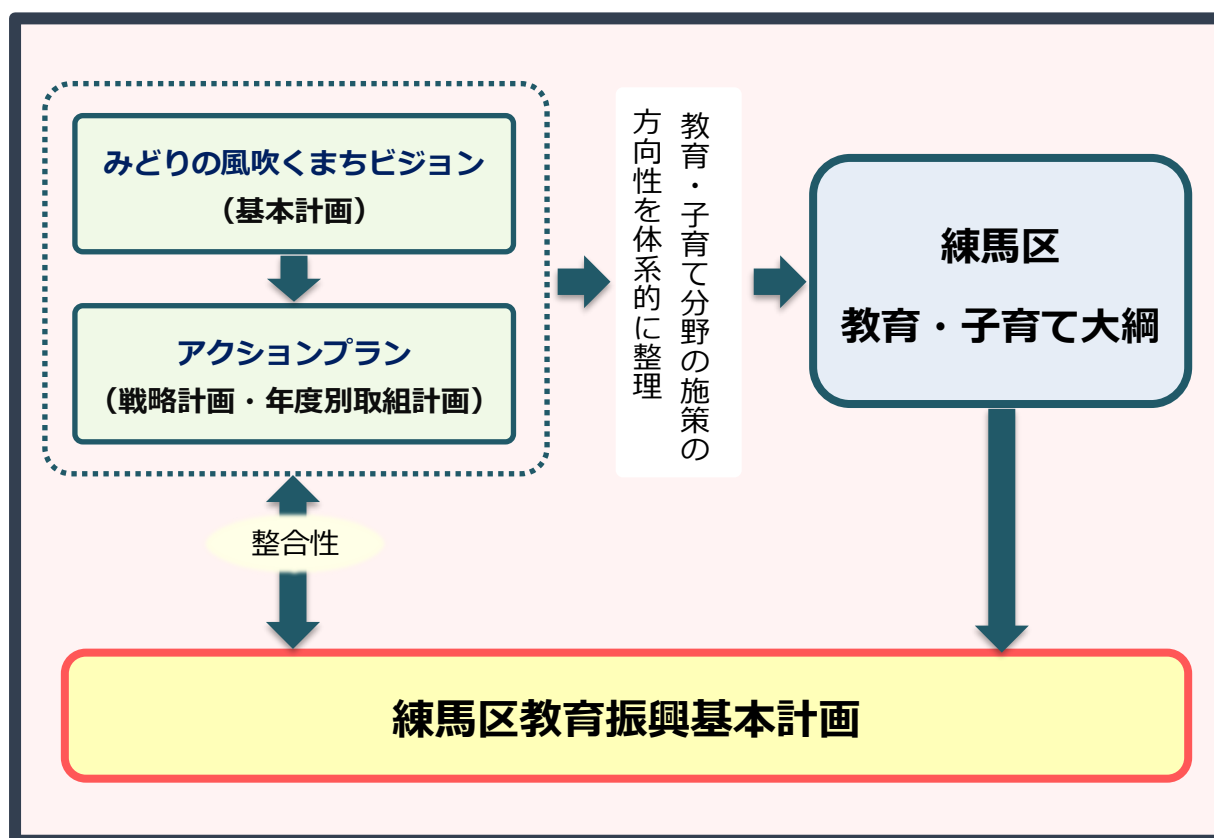 みどりの風吹くまちビジョン
（基本計画）
アクションプラン
（戦略計画・年度別取組計画）
教育・子育て分野の施策の
方向性を体系的に整理
練馬区
教育・子育て大綱
整合性
練馬区教育振興基本計画